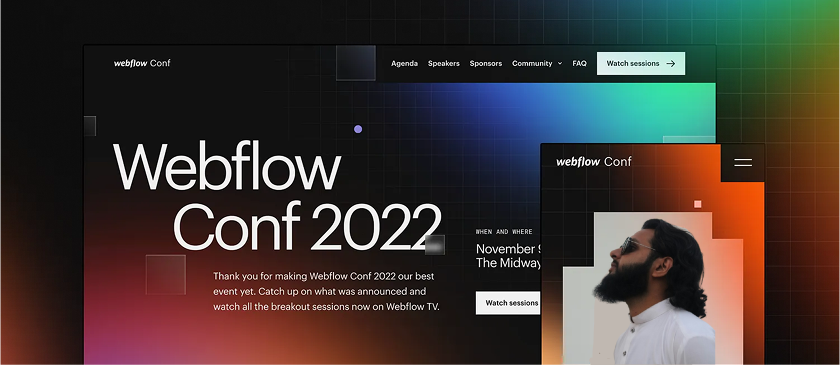 webflow Conf
Agenda Speakers Sponsors Community FAQ Watch sessions
Webflow
Conf 2022
Thank you for making Webflow Conf 2022 our best
event yet. Catch up on what was announced and
watch all the breakout sessions now on Webflow TV.
WHEN AND WHERE
November
The Midway
Watch sessions
webflow Conf